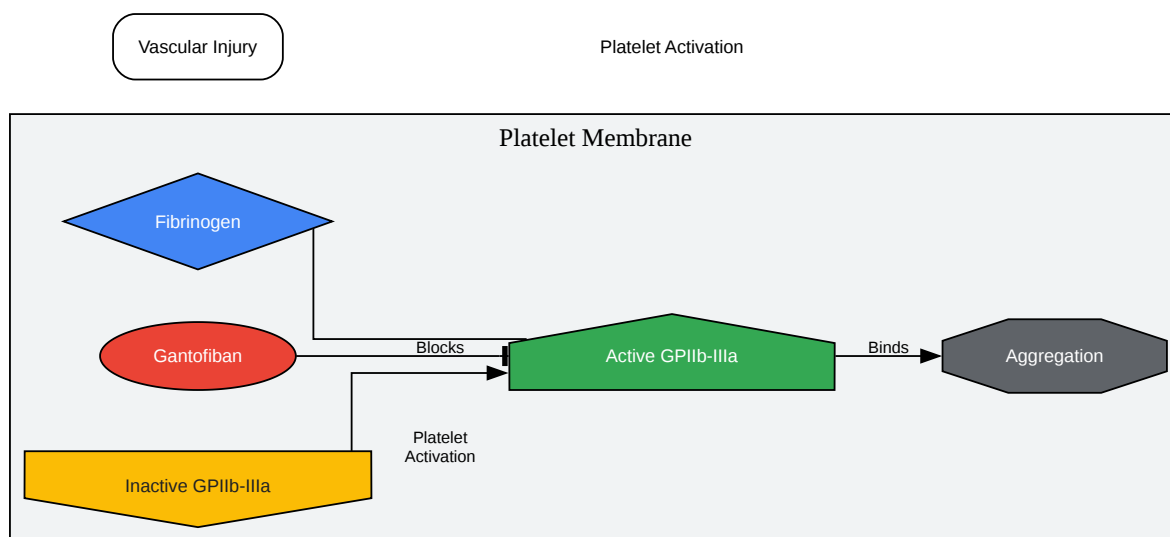 Vascular Injury
Platelet Activation
Platelet Membrane
Fibrinogen
Gantofiban
Blocks
Active GPIIb-IIIa
Binds
Aggregation
Platelet
Activation
Inactive GPIIb-IIIa